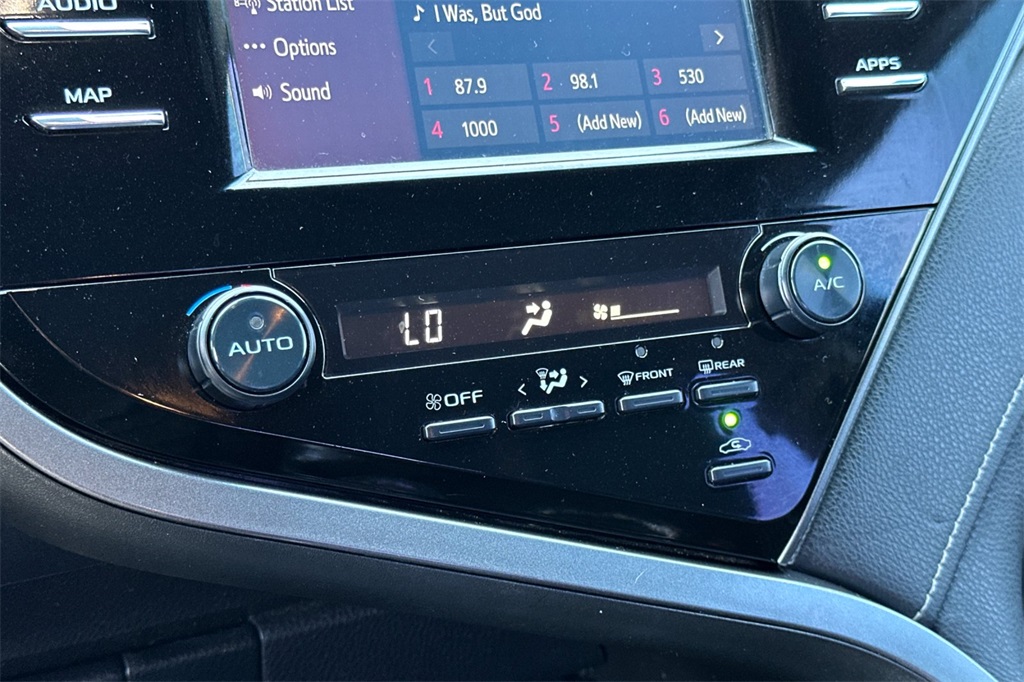 AUDIO
MAP
Station List
Options
Sound
I Was, But God
1 87.9
2 98.1
3 530
4 1000
5 (Add New)
6 (Add New)
APPS
AUTO
LO
A/C
OFF
FRONT
REAR